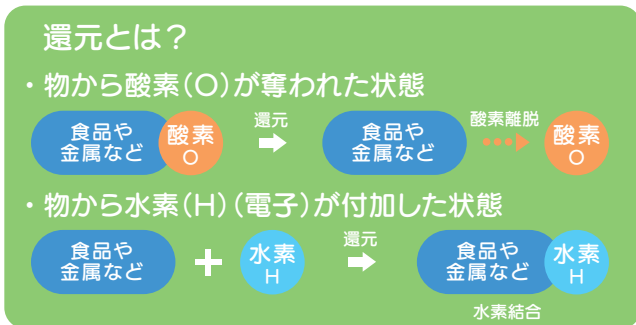 還元とは？
・物から酸素（O）が奪われた状態
食品や
金属など
酸素
O
還元
食品や
金属など
酸素離脱
酸素
O
・物から水素（H）（電子）が付加した状態
食品や
金属など
+
水素
H
還元
食品や
金属など
水素
H
水素結合